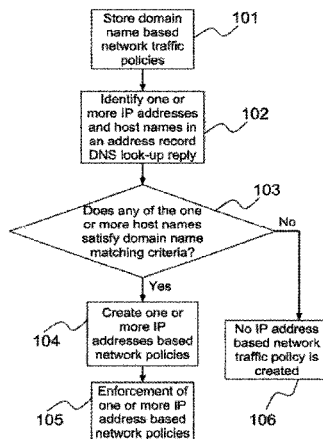 101
Store domain
name based
network traffic
policies
Identify one or
more IP addresses
and host names in
an address record
DNS look-up reply
102
103
Does any of the one
or more host names
satisfy domain name
matching criteria?
No
Yes
Create one or
more IP
addresses based
network policies
104
No IP address
based network
traffic policy is
created
106
Enforcement of
one or more IP
address based
network policies
105